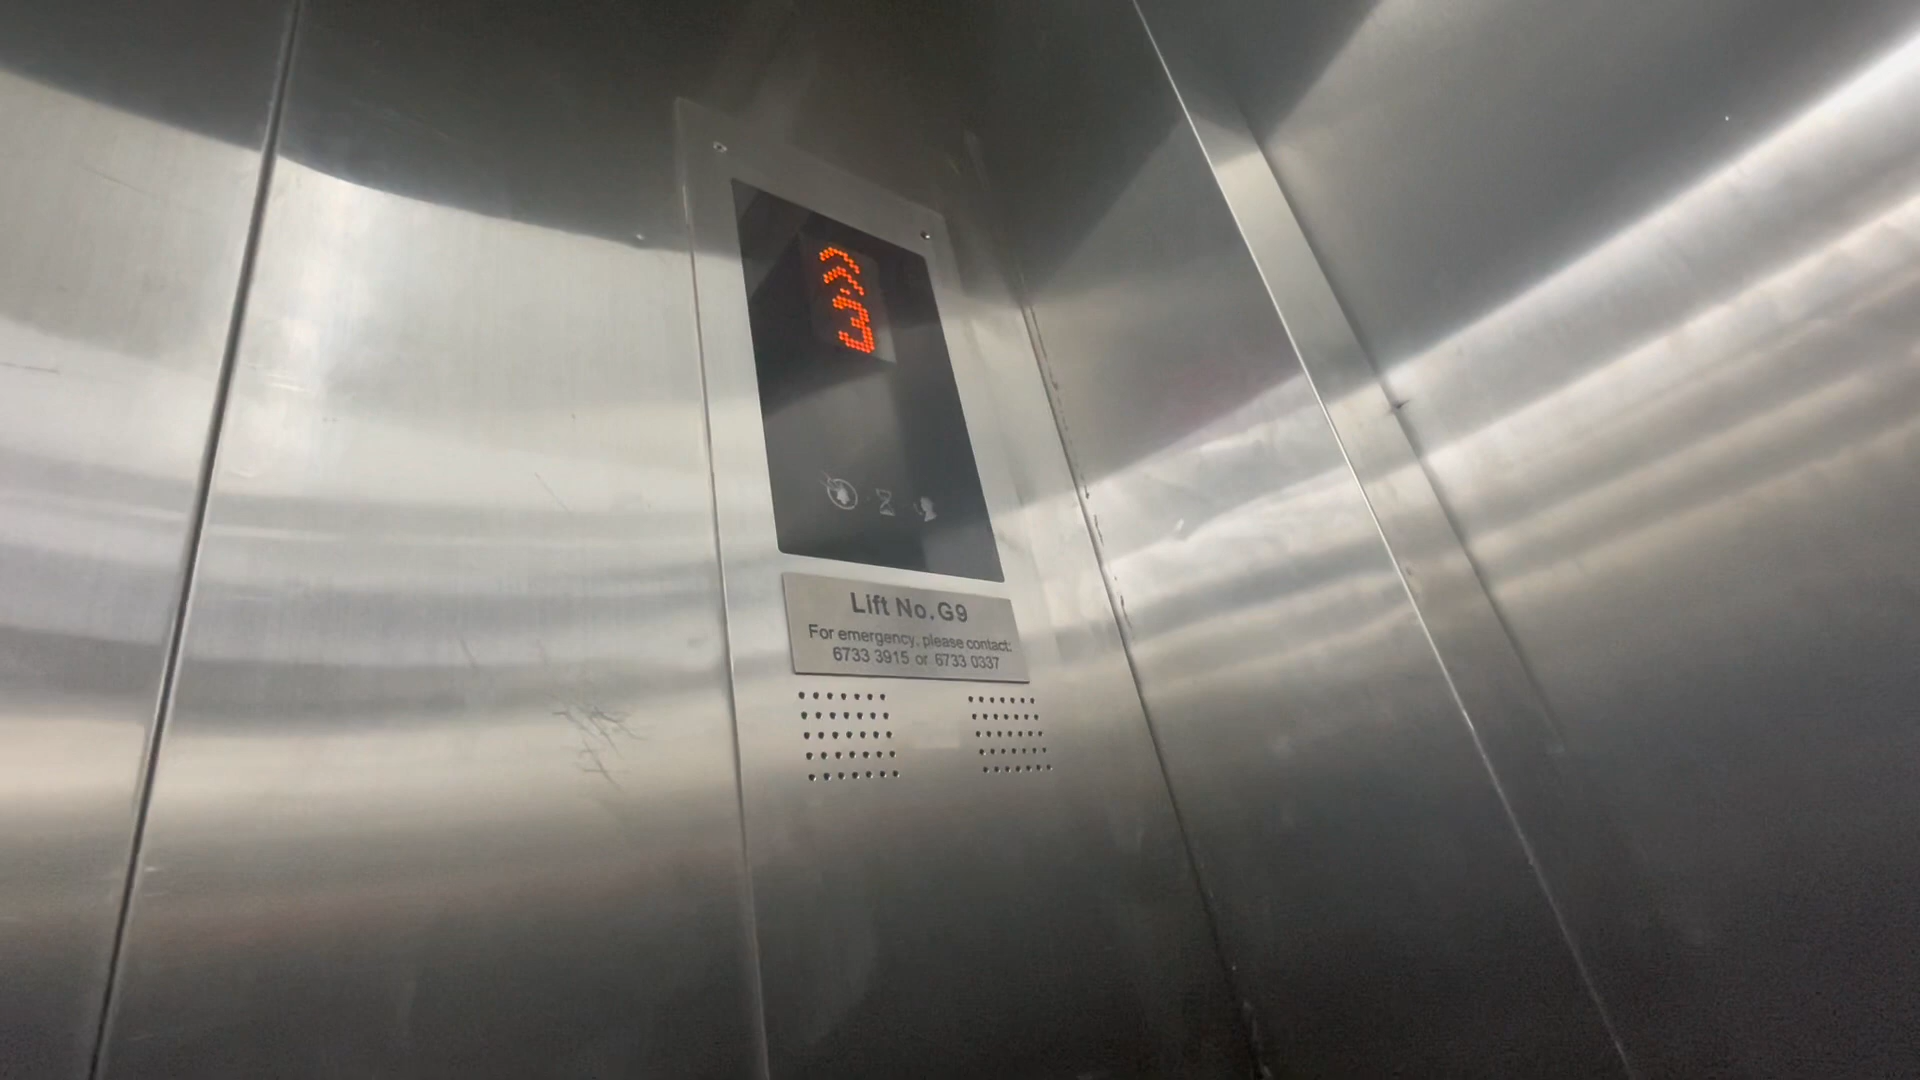 3
Lift No.G9
For emergency, please contact:
6733 3915 or 6733 0337